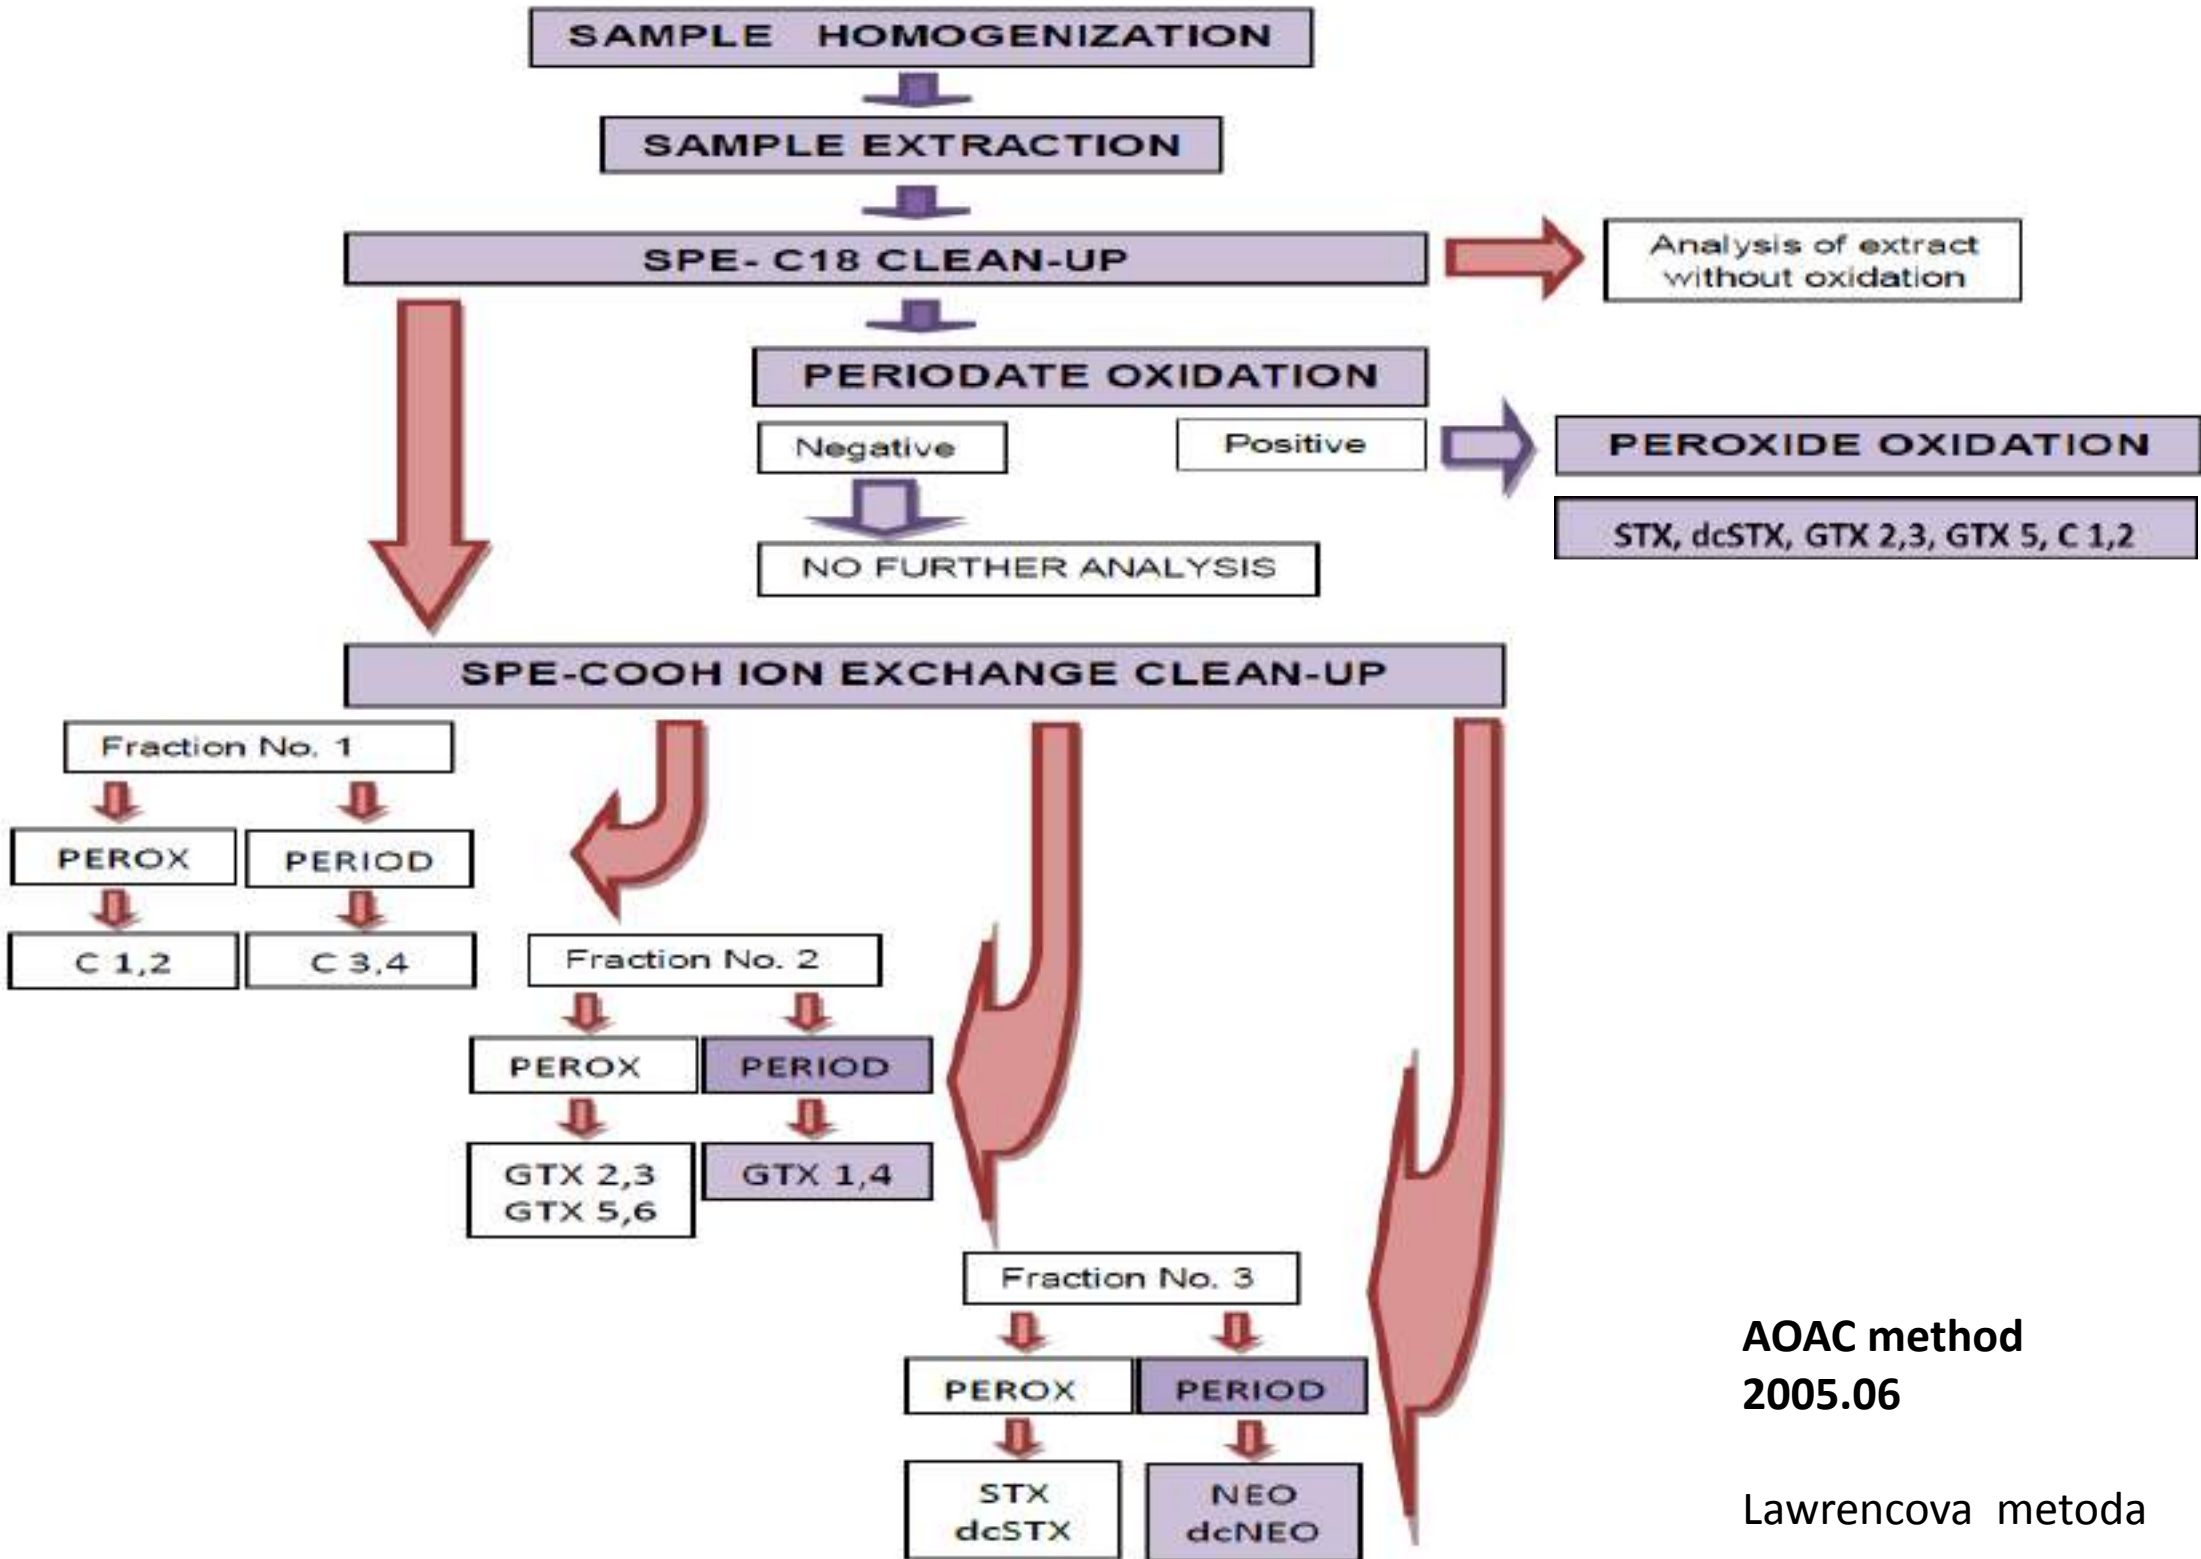 SAMPLE HOMOGENIZATION
SAMPLE EXTRACTION
SPE- C18 CLEAN-UP
Analysis of extract
without oxidation
PERIODATE OXIDATION
Negative
Positive
PEROXIDE OXIDATION
STX, dcSTX, GTX 2,3, GTX 5, C 1,2
NO FURTHER ANALYSIS
SPE-COOH ION EXCHANGE CLEAN-UP
Fraction No. 1
PEROX
PERIOD
C 1,2
C 3,4
Fraction No. 2
PEROX
PERIOD
GTX 2,3
GTX 5,6
GTX 1,4
Fraction No. 3
PEROX
PERIOD
STX
dcSTX
NEO
dcNEO
AOAC method
2005.06
Lawrencova metoda